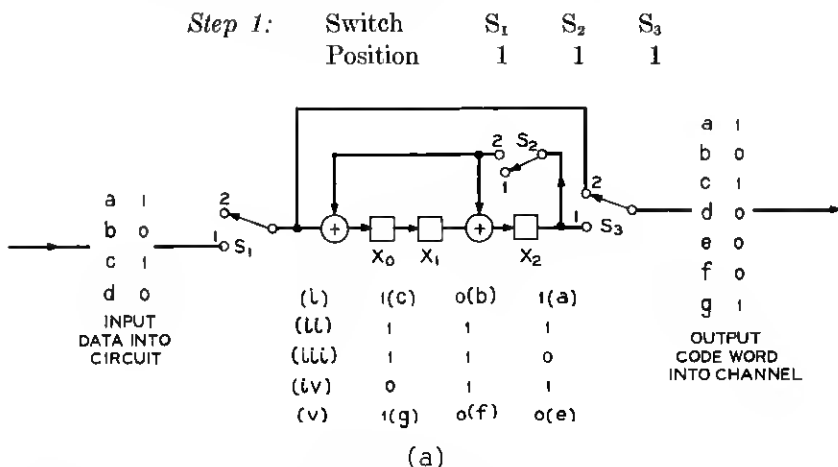 Step 1: Switch S₁ S₂ S₃
Position 1 1 1
2 S₂
1
a 1
b 0
c 1
d 0
2
1 S₁
+
+
X₀ X₁ X₂
2
1 S₃
a 1
b 0
c 1
d 0
e 0
f 0
g 1
INPUT
DATA INTO
CIRCUIT
(i) 1(c) 0(b) 1(a)
(ii) 1 1 1
(iii) 1 1 0
(iv) 0 1 1
(v) 1(g) 0(f) 0(e)
OUTPUT
CODE WORD
INTO CHANNEL
(a)